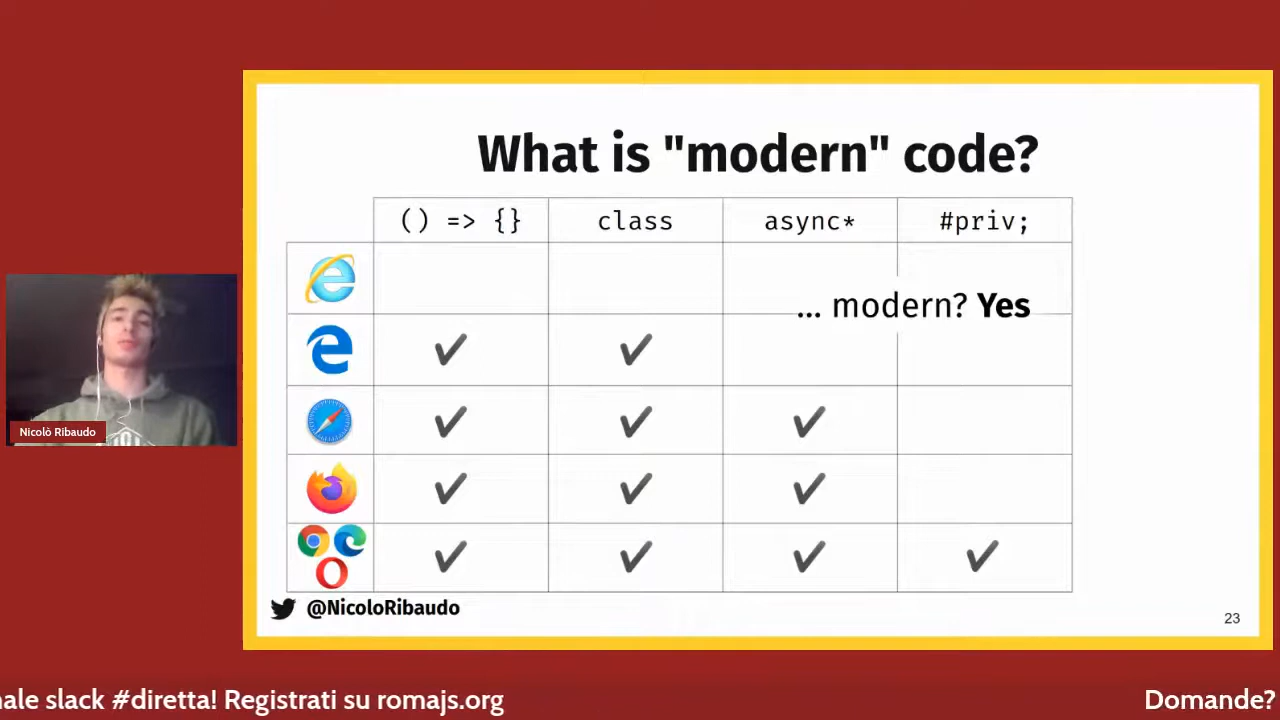 What is "modern" code?
() => {} class async* #priv;
... modern? Yes
✔ ✔
✔ ✔ ✔
✔ ✔ ✔
✔ ✔ ✔ ✔
Nicolò Ribaudo
@NicoloRibaudo
23
ale slack #diretta! Registrati su romajs.org
Domande?